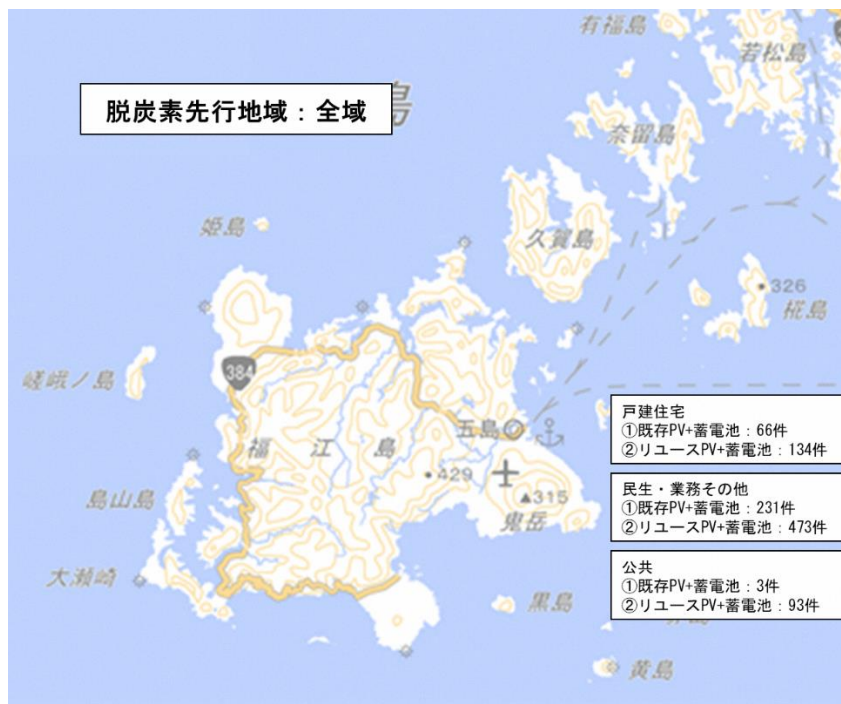 有福島
若松島
脱炭素先行地域：全域
島
奈留島
姫島
久賀島
326
椛島
嵯峨ノ島
384
戸建住宅
①既存PV+蓄電池：66件
②リユースPV+蓄電池：134件
五島
福江島
429
315
鬼岳
民生・業務その他
①既存PV+蓄電池：231件
②リユースPV+蓄電池：473件
島山島
大瀬崎
公共
①既存PV+蓄電池：3件
②リユースPV+蓄電池：93件
黒島
黄島